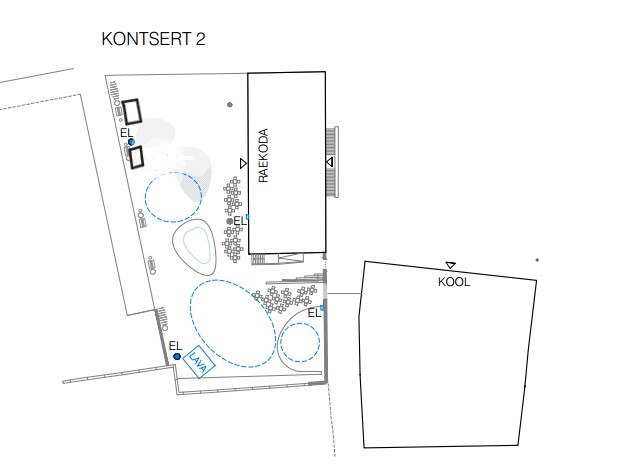 KONTSERT 2
EL
RAEKODA
EL
KOOL
EL
EL
LAVA